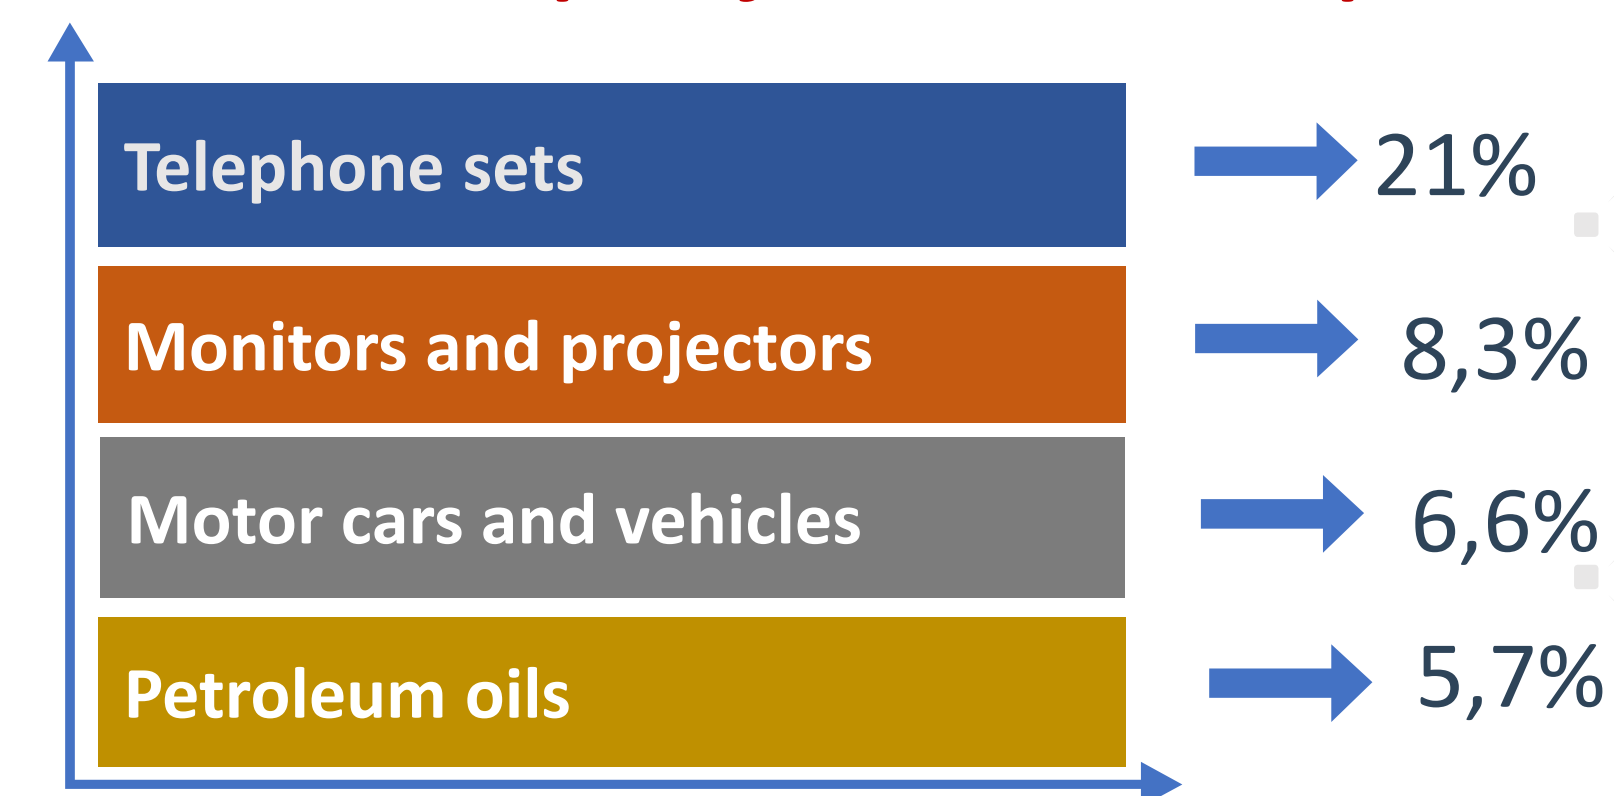 Telephone sets
21%
Monitors and projectors
8,3%
Motor cars and vehicles
6,6%
Petroleum oils
5,7%